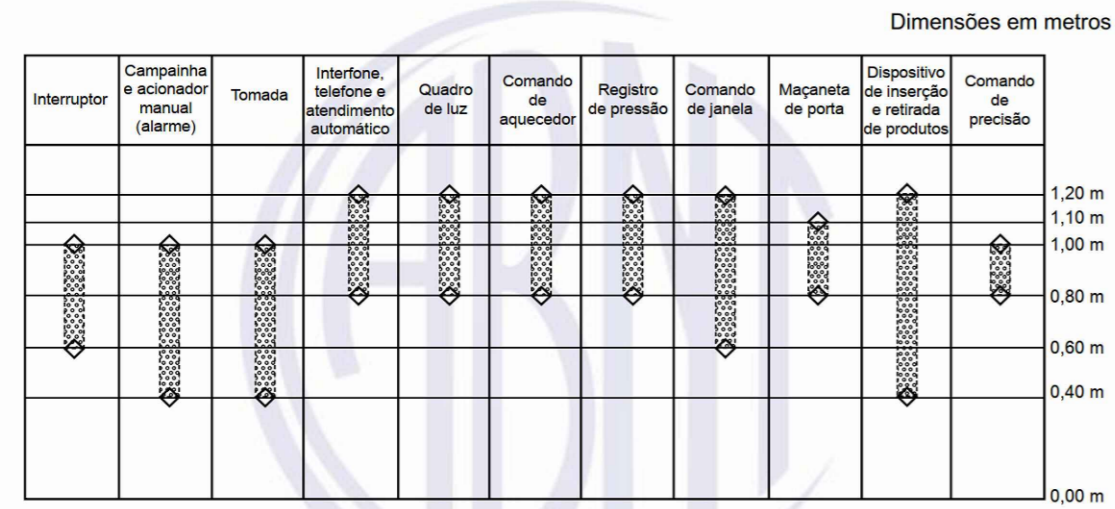 Dimensões em metros
Interruptor
Campainha
e acionador
manual
(alarme)
Tomada
Interfone,
telefone e
atendimento
automático
Quadro
de luz
Comando
de
aquecedor
Registro
de pressão
Comando
de janela
Maçaneta
de porta
Dispositivo
de inserção
e retirada
de produtos
Comando
de
precisão
1,20 m
1,10 m
1,00 m
0,80 m
0,60 m
0,40 m
0,00 m
ABNT